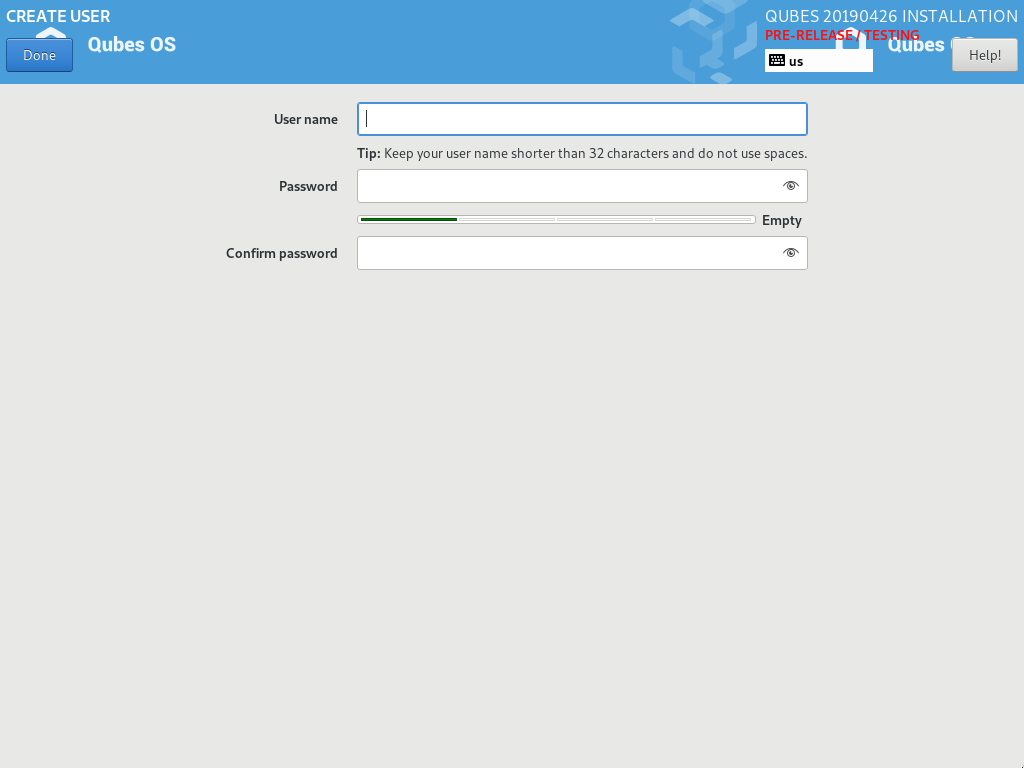 CREATE USER
QUBES 20190426 INSTALLATION
PRE-RELEASE / TESTING
Qubes OS
Qubes
Done
us
Help!
User name
Tip: Keep your user name shorter than 32 characters and do not use spaces.
Password
Empty
Confirm password